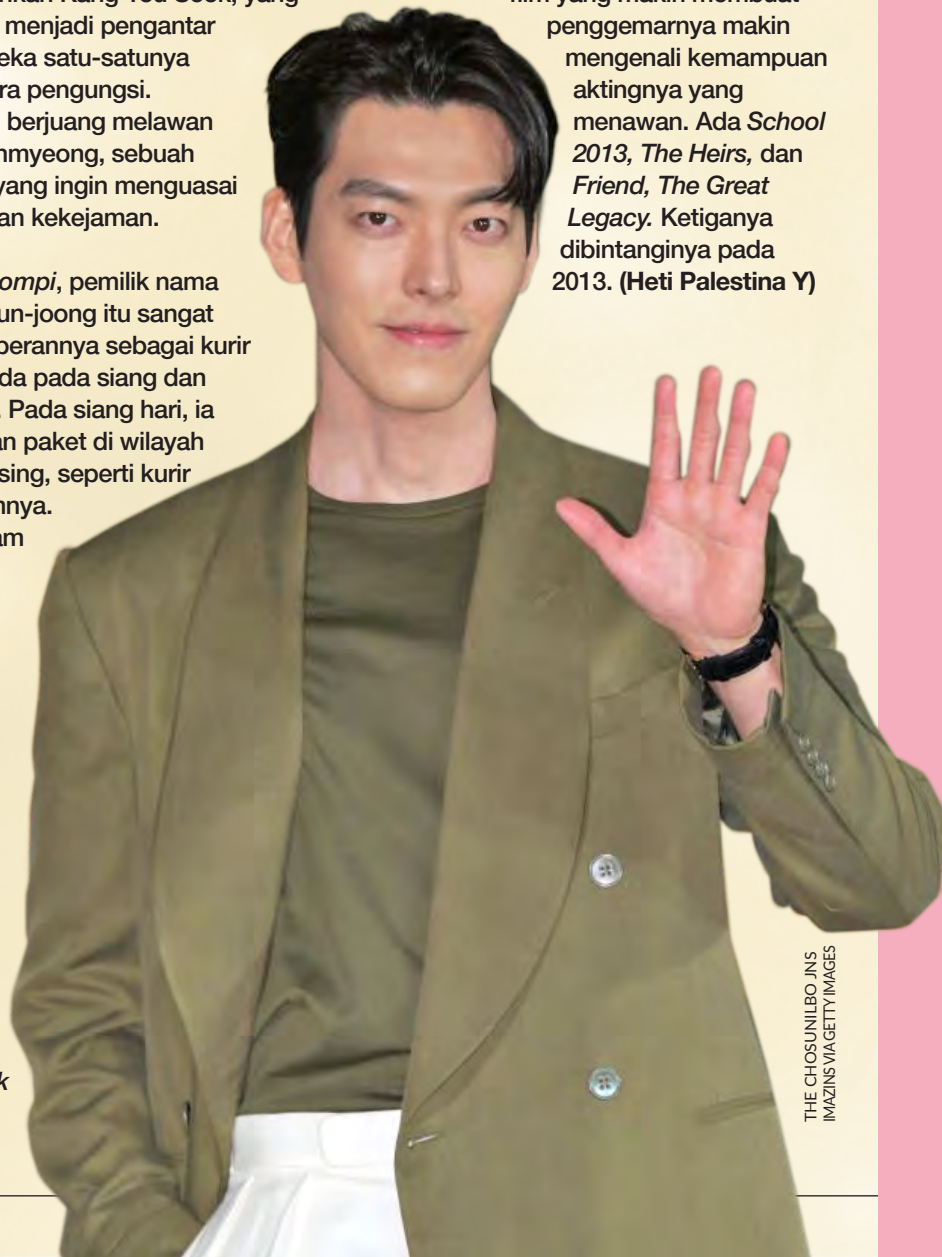 menjadi pengantar
eka satu-satunya
ra pengungsi.
berjuang melawan
nmyeong, sebuah
yang ingin menguasai
an kekejaman.
ompi, pemilik nama
un-joong itu sangat
perannya sebagai kurir
da pada siang dan
. Pada siang hari, ia
an paket di wilayah
sing, seperti kurir
nnya.
am
k
penggemarnya makin
mengenali kemampuan
aktingnya yang
menawan. Ada School
2013, The Heirs, dan
Friend, The Great
Legacy. Ketiganya
dibintanginya pada
2013. (Heti Palestina Y)
THE CHOSUNILBO JNS
IMAZINS VIA GETTY IMAGES